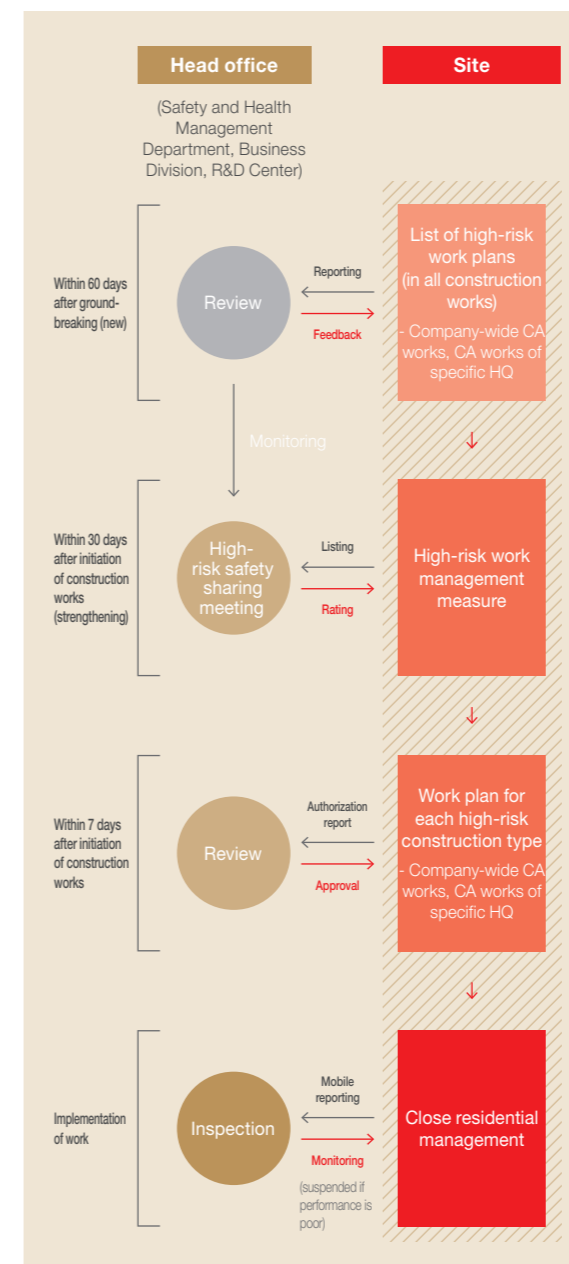 Head office
Site
(Safety and Health
Management
Department, Business
Division, R&D Center)
Within 60 days
after ground-
breaking (new)
Review
Reporting
Feedback
List of high-risk
work plans
(in all construction
works)
- Company-wide CA
works, CA works of
specific HQ
Monitoring
Within 30 days
after initiation
of construction
works
(strengthening)
High-
risk safety
sharing
meeting
Listing
Rating
High-risk work
management
measure
Within 7 days
after initiation
of construction
works
Review
Authorization
report
Approval
Work plan for
each high-risk
construction type
- Company-wide CA
works, CA works of
specific HQ
Implementation
of work
Inspection
Mobile
reporting
Monitoring
(suspended if
performance is
poor)
Close residential
management